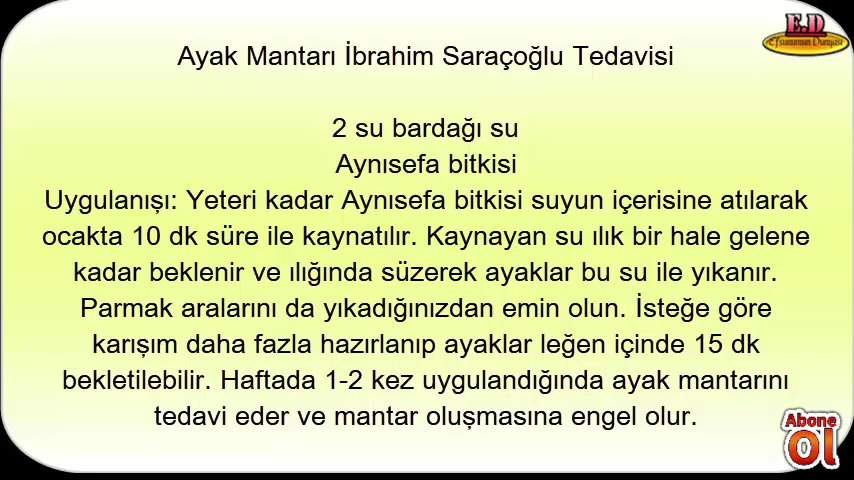 E.D
Efsununun Dünyası
Ayak Mantarı İbrahim Saraçoğlu Tedavisi
2 su bardağı su
Aynısefa bitkisi
Uygulanışı: Yeteri kadar Aynısefa bitkisi suyun içerisine atılarak
ocakta 10 dk süre ile kaynatılır. Kaynayan su ılık bir hale gelene
kadar beklenir ve ılığında süzerek ayaklar bu su ile yıkanır.
Parmak aralarını da yıkadığınızdan emin olun. İsteğe göre
karışım daha fazla hazırlanıp ayaklar leğen içinde 15 dk
bekletilebilir. Haftada 1-2 kez uygulandığında ayak mantarını
tedavi eder ve mantar oluşmasına engel olur.
Abone
ol